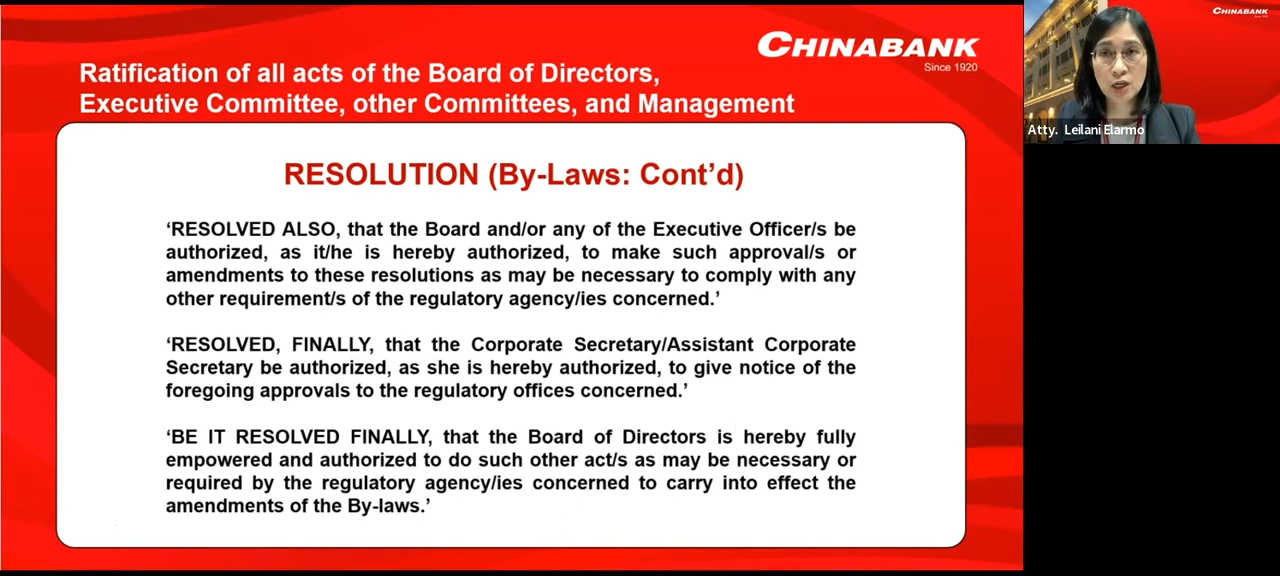 CHINABANK
Since 1920
Ratification of all acts of the Board of Directors,
Executive Committee, other Committees, and Management
RESOLUTION (By-Laws: Cont’d)
‘RESOLVED ALSO, that the Board and/or any of the Executive Officer/s be
authorized, as it/he is hereby authorized, to make such approval/s or
amendments to these resolutions as may be necessary to comply with any
other requirement/s of the regulatory agency/ies concerned.’
‘RESOLVED, FINALLY, that the Corporate Secretary/Assistant Corporate
Secretary be authorized, as she is hereby authorized, to give notice of the
foregoing approvals to the regulatory offices concerned.’
‘BE IT RESOLVED FINALLY, that the Board of Directors is hereby fully
empowered and authorized to do such other act/s as may be necessary or
required by the regulatory agency/ies concerned to carry into effect the
amendments of the By-laws.’
CHINABANK
Atty. Leilani Elarmo